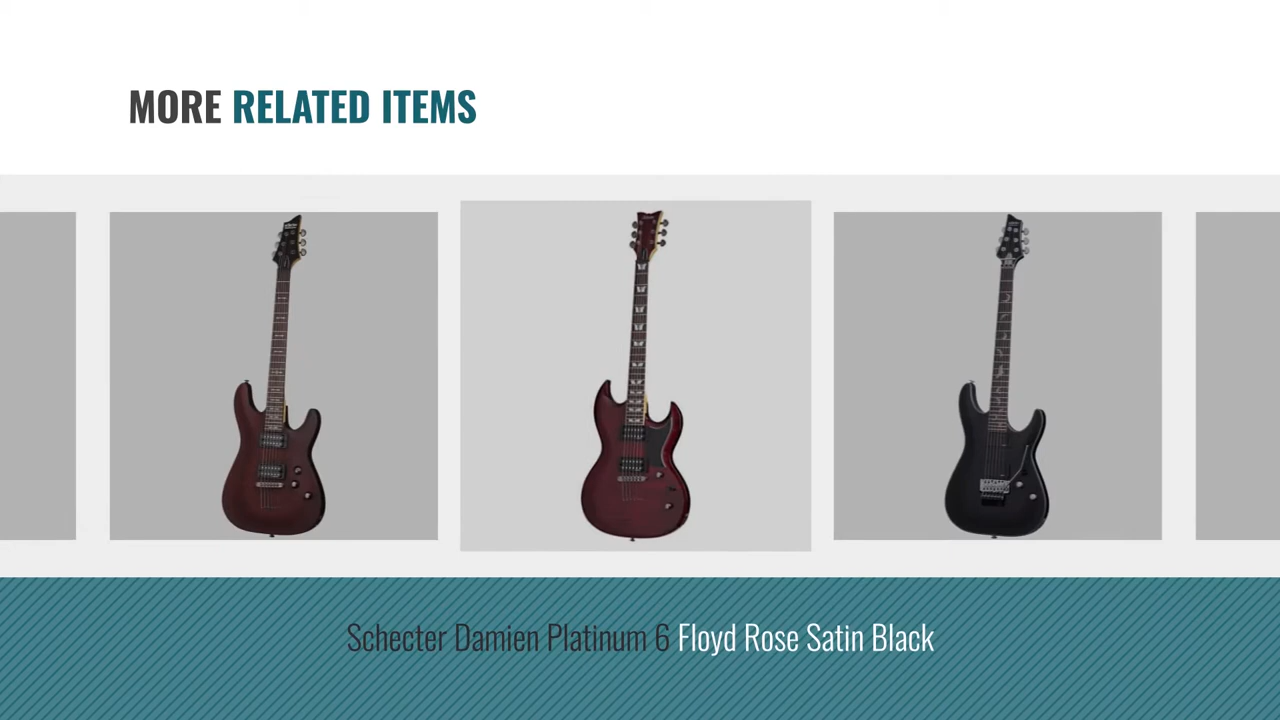 MORE RELATED ITEMS
Schecter Damien Platinum 6 Floyd Rose Satin Black